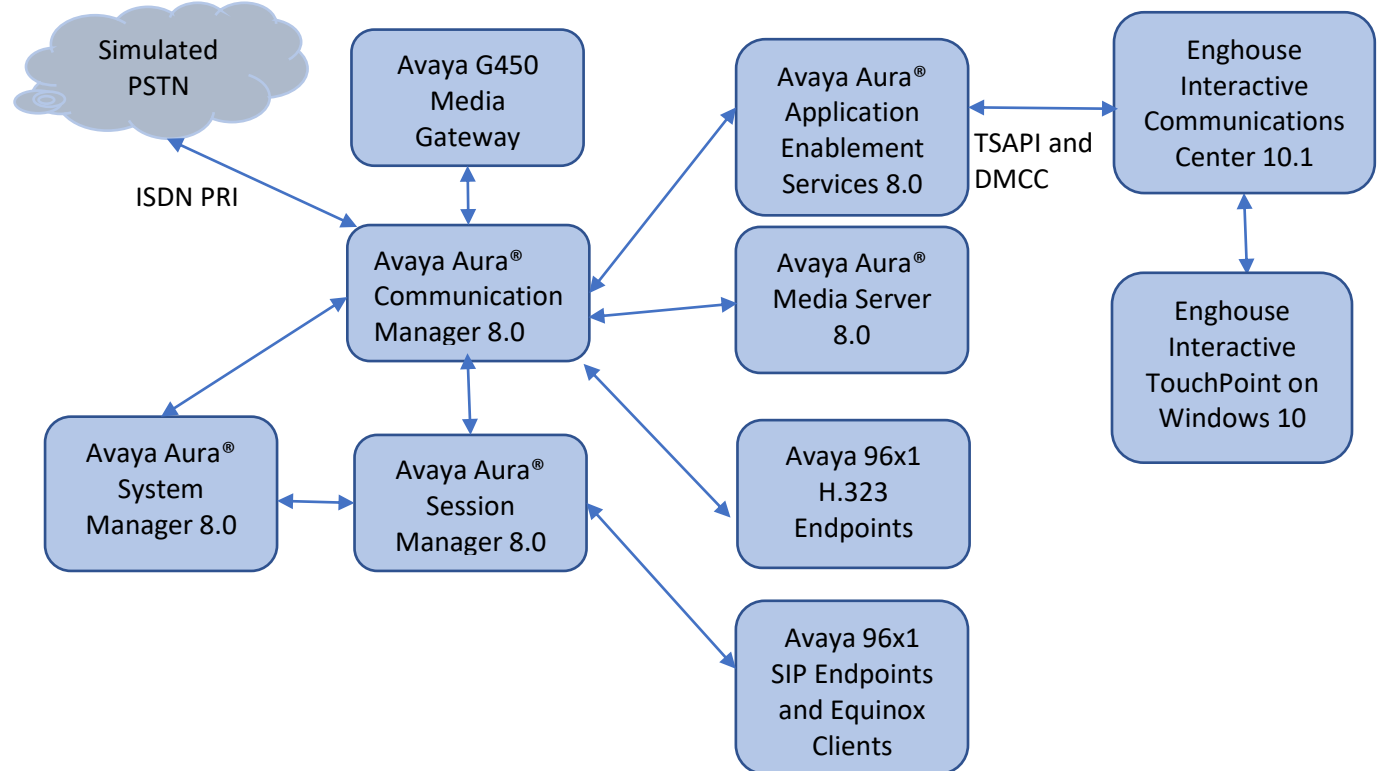 Simulated
PSTN
Avaya G450
Media
Gateway
Avaya Aura®
Application
Enablement
Services 8.0
Enghouse
Interactive
Communications
Center 10.1
TSAPI and
DMCC
ISDN PRI
Avaya Aura®
Communication
Manager 8.0
Avaya Aura®
Media Server
8.0
Enghouse
Interactive
TouchPoint on
Windows 10
Avaya Aura®
System
Manager 8.0
Avaya Aura®
Session
Manager 8.0
Avaya 96x1
H.323
Endpoints
Avaya 96x1
SIP Endpoints
and Equinox
Clients